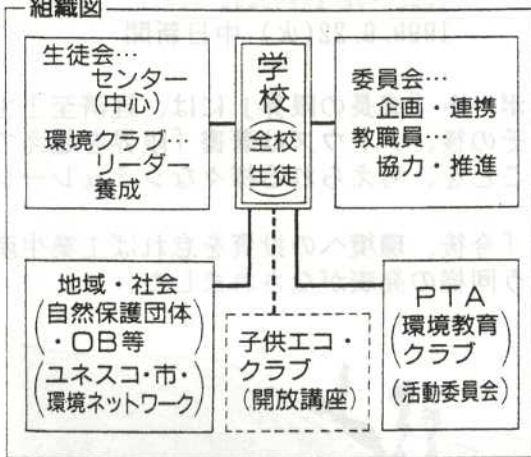 組織図
生徒会…
センター
(中心)
環境クラブ・
リーダー
養成
学校
(全校生徒)
委員会…
企画・連携
教職員…
協力・推進
地域・社会
(自然保護団体
・OB等)
(ユネスコ・市・
環境ネットワーク)
子供エコ・
クラブ
(開放講座)
PTA
(環境教育
クラブ)
(活動委員会)